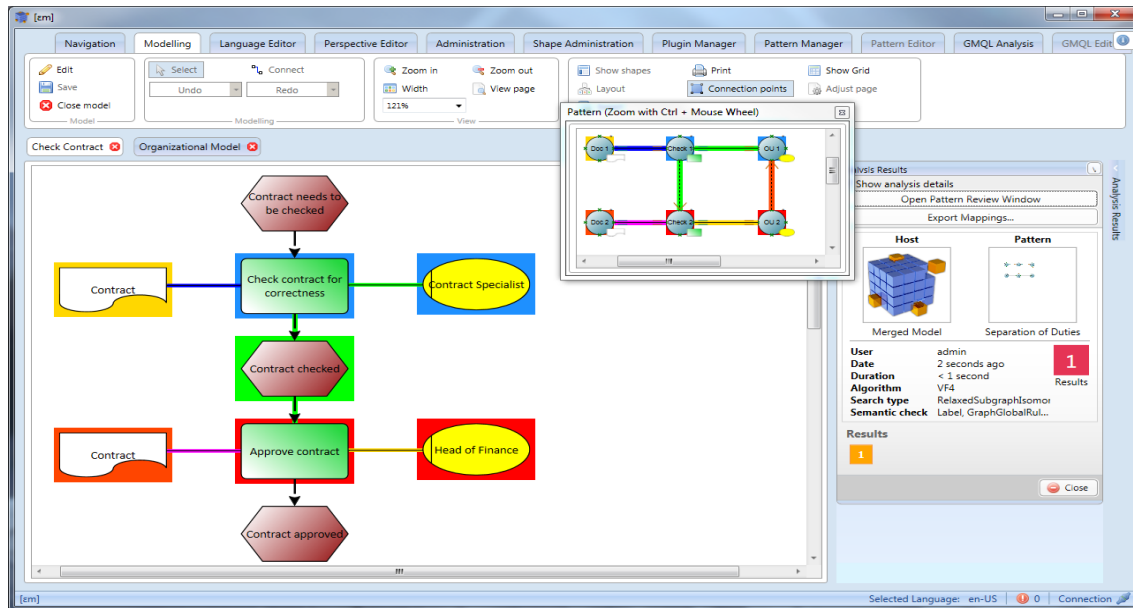 [εm]
Navigation
Modelling
Language Editor
Perspective Editor
Administration
Shape Administration
Plugin Manager
Pattern Manager
Pattern Editor
GMQL Analysis
GMQL Edit
Edit
Save
Close model
Model
Select
Connect
Undo
Redo
Modelling
Zoom in
Zoom out
Width
View page
121%
View
Show shapes
Print
Show Grid
Layout
Connection points
Adjust page
Check Contract
Organizational Model
Pattern (Zoom with Ctrl + Mouse Wheel)
Doc 1
Check 1
OU 1
Doc 2
Check 2
OU 2
Contract needs to
be checked
Contract
Check contract for
correctness
Contract Specialist
Contract checked
Contract
Approve contract
Head of Finance
Contract approved
Analysis Results
Show analysis details
Open Pattern Review Window
Export Mappings...
Host
Pattern
Merged Model
Separation of Duties
User admin
Date 2 seconds ago
Duration < 1 second
Algorithm VF4
Search type RelaxedSubgraphIsomor
Semantic check Label, GraphGlobalRul...
1
Results
Results
1
Close
Analysis Results
[εm]
Selected Language: en-US
0
Connection